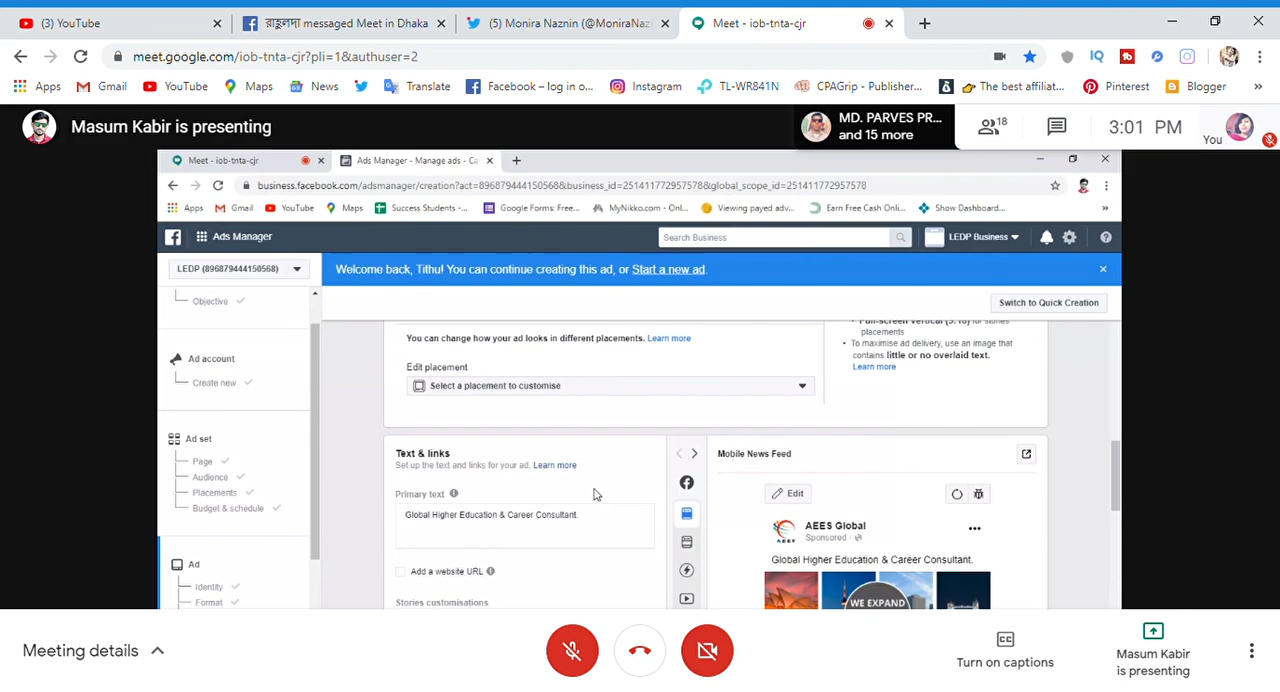 (3) YouTube
রাহুলদা messaged Meet in Dhaka
(5) Monira Naznin (@MoniraNaz
Meet - iob-tnta-cjr
meet.google.com/iob-tnta-cjr?pli=1&authuser=2
Apps
Gmail
YouTube
Maps
News
Translate
Facebook – log in o...
Instagram
TL-WR841N
CPAGrip - Publisher...
The best affiliat...
Pinterest
Blogger
»
Masum Kabir is presenting
MD. PARVES PR...
and 15 more
18
3:01 PM
You
Meet - iob-tnta-cjr
Ads Manager - Manage ads - Ca
business.facebook.com/adsmanager/creation?act=896879444150568&business_id=251411772957578&global_scope_id=251411772957578
Apps
Gmail
YouTube
Maps
Success Students -...
Google Forms: Free...
MyNikko.com - Onl...
Viewing payed adv...
Earn Free Cash Onli...
Show Dashboard...
»
Ads Manager
Search Business
LEDP Business
LEDP (896879444150568)
Welcome back, Tithu! You can continue creating this ad, or Start a new ad.
Switch to Quick Creation
Objective
Ad account
Create new
Ad set
Page
Audience
Placements
Budget & schedule
Ad
Identity
Format
You can change how your ad looks in different placements. Learn more
Edit placement
Select a placement to customise
placements
• To maximise ad delivery, use an image that
contains little or no overlaid text.
Learn more
Text & links
Set up the text and links for your ad. Learn more
Primary text
Global Higher Education & Career Consultant.
Add a website URL
Stories customisations
Mobile News Feed
Edit
AEES Global
Sponsored ·
Global Higher Education & Career Consultant.
WE EXPAND
Meeting details
Turn on captions
Masum Kabir
is presenting